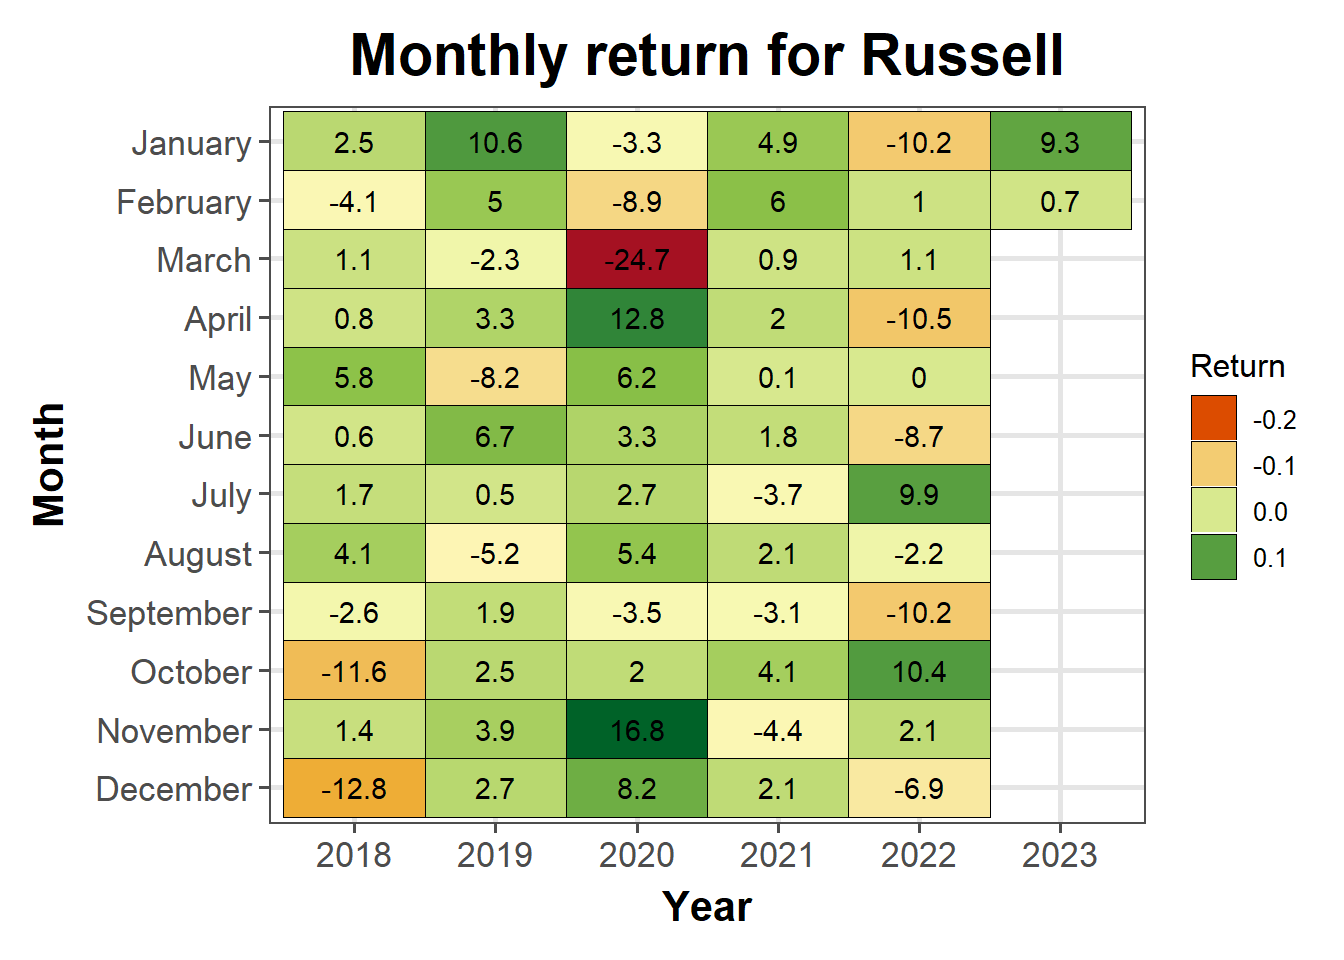 Monthly return for Russell
January 2.5 10.6 -3.3 4.9 -10.2 9.3
February -4.1 5 -8.9 6 1 0.7
March 1.1 -2.3 -24.7 0.9 1.1
April 0.8 3.3 12.8 2 -10.5
May 5.8 -8.2 6.2 0.1 0
June 0.6 6.7 3.3 1.8 -8.7
July 1.7 0.5 2.7 -3.7 9.9
August 4.1 -5.2 5.4 2.1 -2.2
September -2.6 1.9 -3.5 -3.1 -10.2
October -11.6 2.5 2 4.1 10.4
November 1.4 3.9 16.8 -4.4 2.1
December -12.8 2.7 8.2 2.1 -6.9
2018 2019 2020 2021 2022 2023
Year
Month
Return
-0.2
-0.1
0.0
0.1